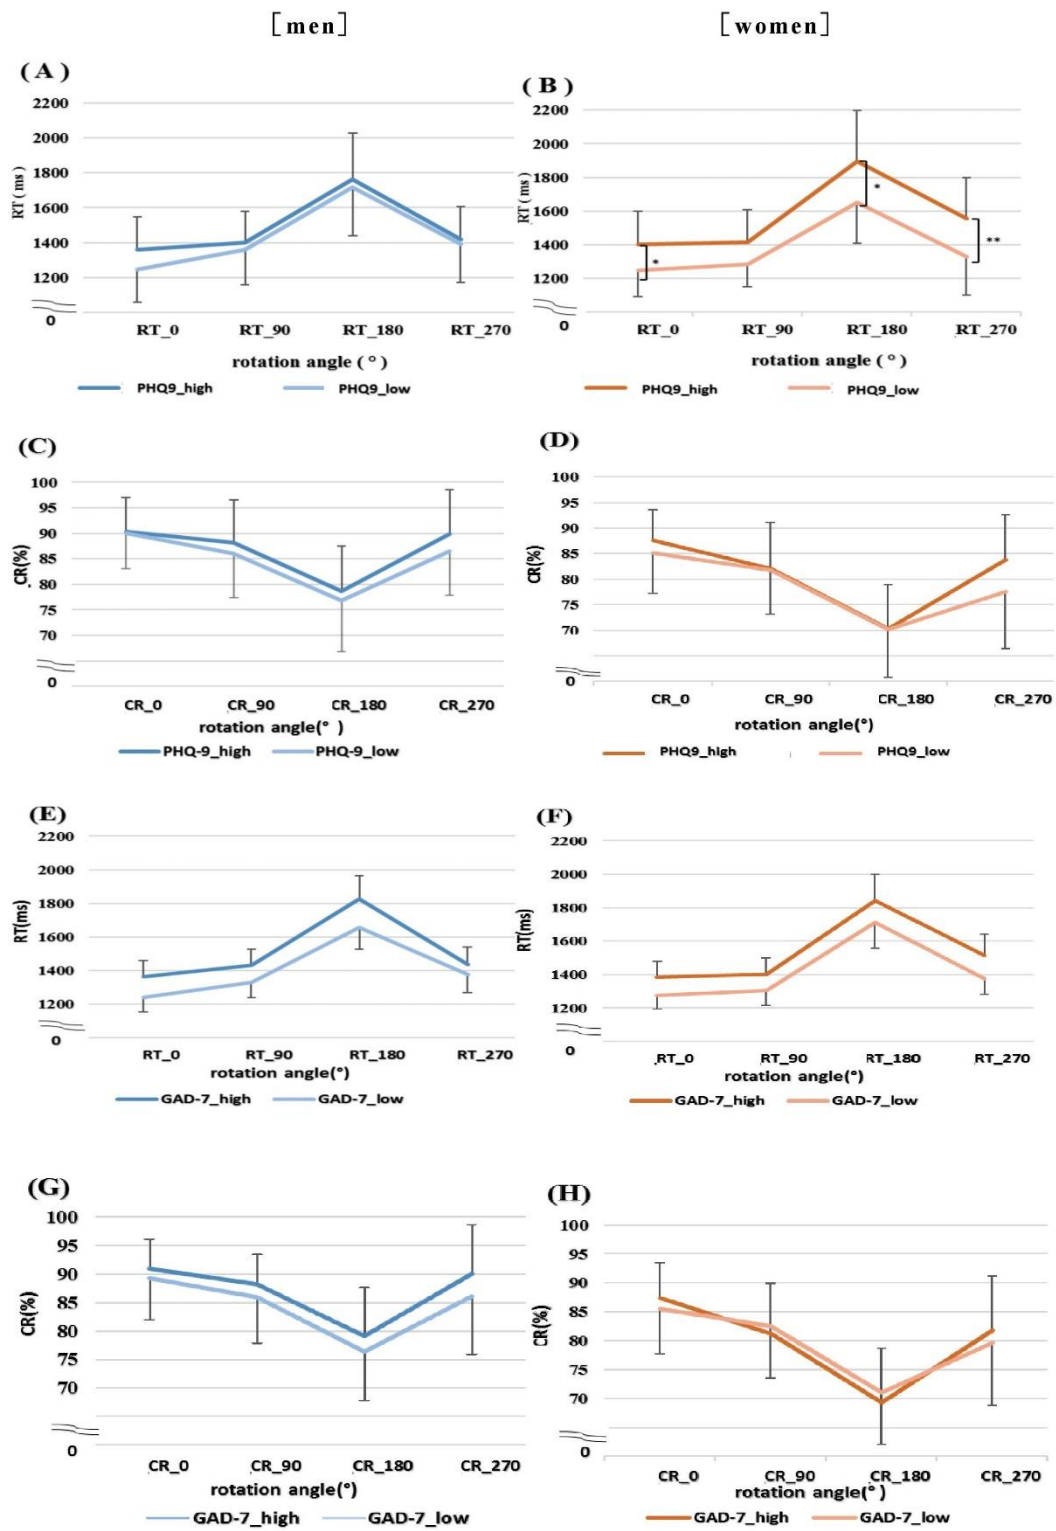 [men]
[women]
(A)
2200
2000
1800
1600
1400
1200
0
RT(ms)
RT_0 RT_90 RT_180 RT_270
rotation angle(°)
PHQ9_high PHQ9_low
(B)
2200
2000
1800
1600
1400
1200
0
RT(ms)
*
*
**
RT_0 RT_90 RT_180 RT_270
rotation angle(°)
PHQ9_high PHQ9_low
(C)
100
95
90
85
80
75
70
0
CR(%)
CR_0 CR_90 CR_180 CR_270
rotation angle(°)
PHQ-9_high PHQ-9_low
(D)
100
95
90
85
80
75
70
0
CR(%)
CR_0 CR_90 CR_180 CR_270
rotation angle(°)
PHQ9_high PHQ9_low
(E)
2200
2000
1800
1600
1400
1200
0
RT(ms)
RT_0 RT_90 RT_180 RT_270
rotation angle(°)
GAD-7_high GAD-7_low
(F)
2200
2000
1800
1600
1400
1200
0
RT(ms)
RT_0 RT_90 RT_180 RT_270
rotation angle(°)
GAD-7_high GAD-7_low
(G)
100
95
90
85
80
75
70
0
CR(%)
CR_0 CR_90 CR_180 CR_270
rotation angle(°)
GAD-7_high GAD-7_low
(H)
100
95
90
85
80
75
70
0
CR(%)
CR_0 CR_90 CR_180 CR_270
rotation angle(°)
GAD-7_high GAD-7_low